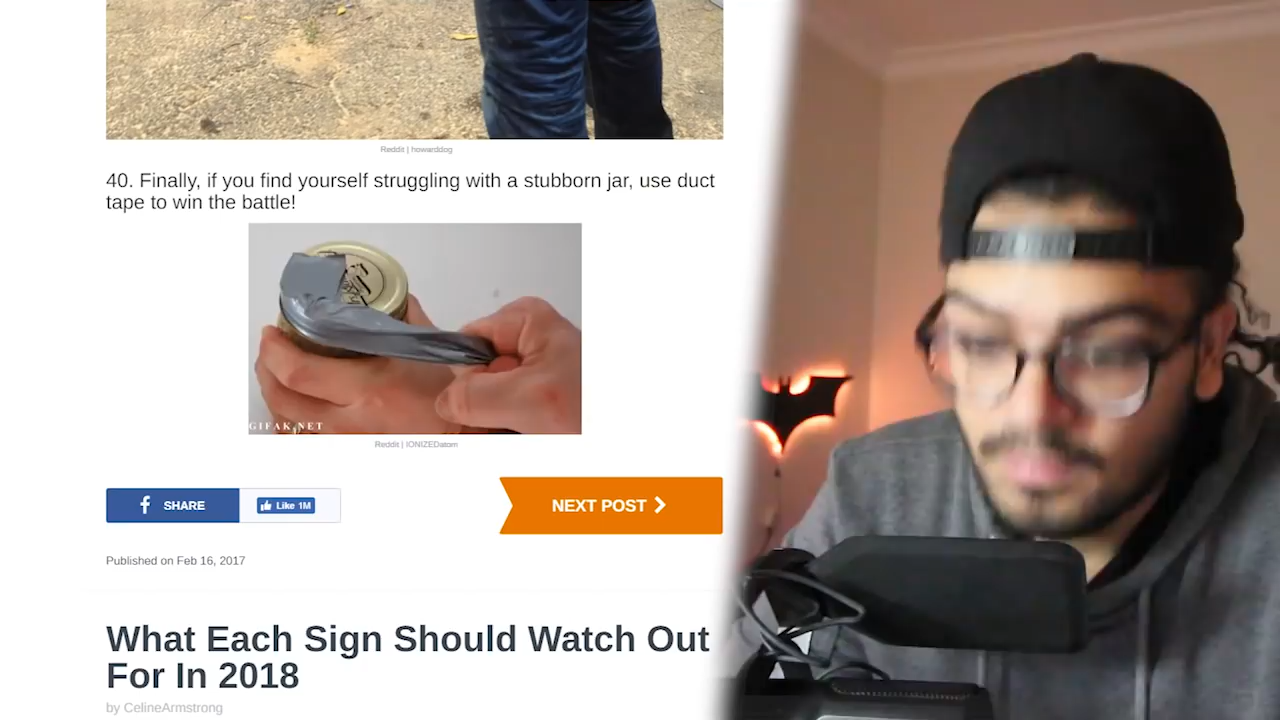 Reddit | howarddog
40. Finally, if you find yourself struggling with a stubborn jar, use duct
tape to win the battle!
GIFAK.NET
Reddit | IONIZEDatom
SHARE
Like 1M
NEXT POST
Published on Feb 16, 2017
What Each Sign Should Watch Out
For In 2018
by CelineArmstrong